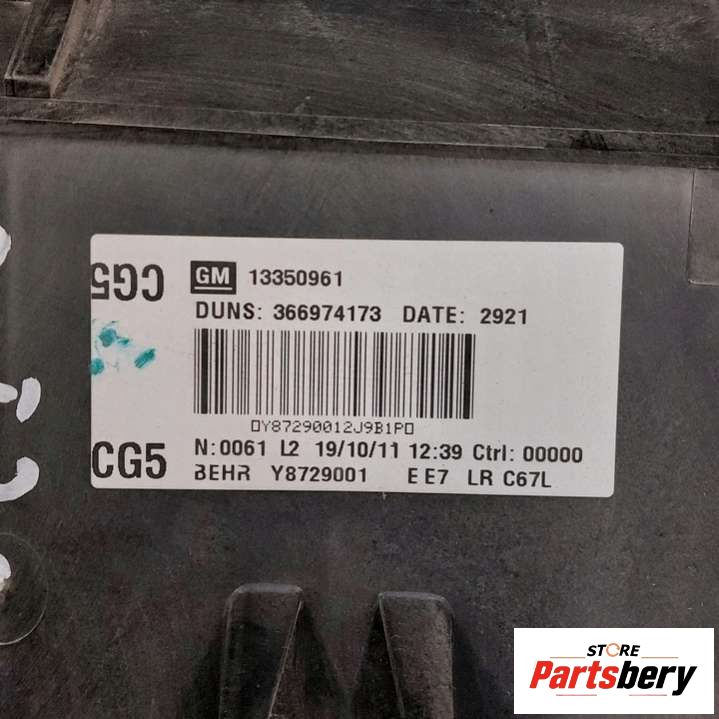 CG5
GM 13350961
DUNS: 366974173 DATE: 2921
0Y87290012J9B1P0
CG5
N:0061 L2 19/10/11 12:39 Ctrl: 00000
BEHR Y8729001 E E7 LR C67L
STORE
Partsbery